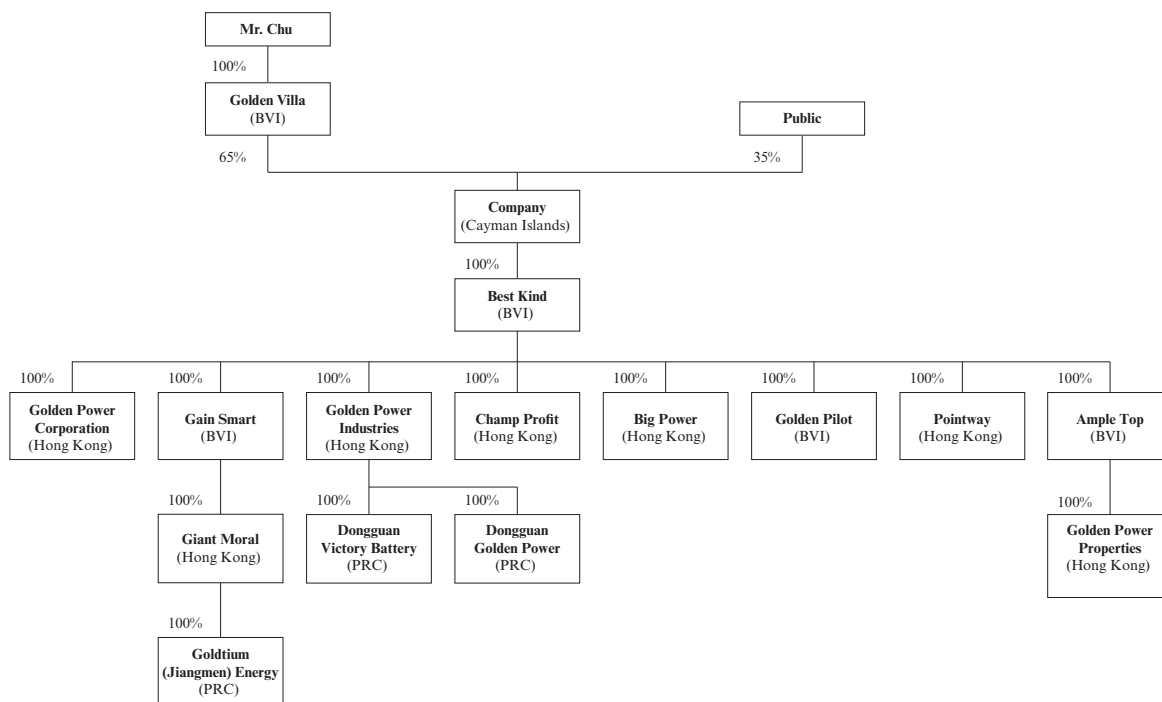 Mr. Chu
100%
Golden Villa
(BVI)
Public
65%
35%
Company
(Cayman Islands)
100%
Best Kind
(BVI)
100%
100%
100%
100%
100%
100%
100%
100%
Golden Power
Corporation
(Hong Kong)
Gain Smart
(BVI)
Golden Power
Industries
(Hong Kong)
Champ Profit
(Hong Kong)
Big Power
(Hong Kong)
Golden Pilot
(BVI)
Pointway
(Hong Kong)
Ample Top
(BVI)
100%
100%
100%
100%
Giant Moral
(Hong Kong)
Dongguan
Victory Battery
(PRC)
Dongguan
Golden Power
(PRC)
Golden Power
Properties
(Hong Kong)
100%
Goldtium
(Jiangmen) Energy
(PRC)